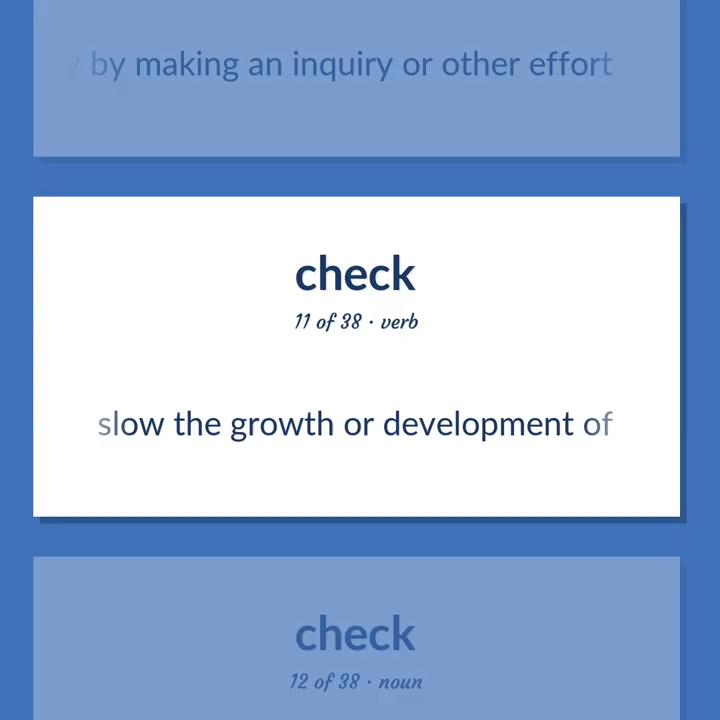 by making an inquiry or other effort
check
11 of 38 · verb
slow the growth or development of
check
12 of 38 · noun